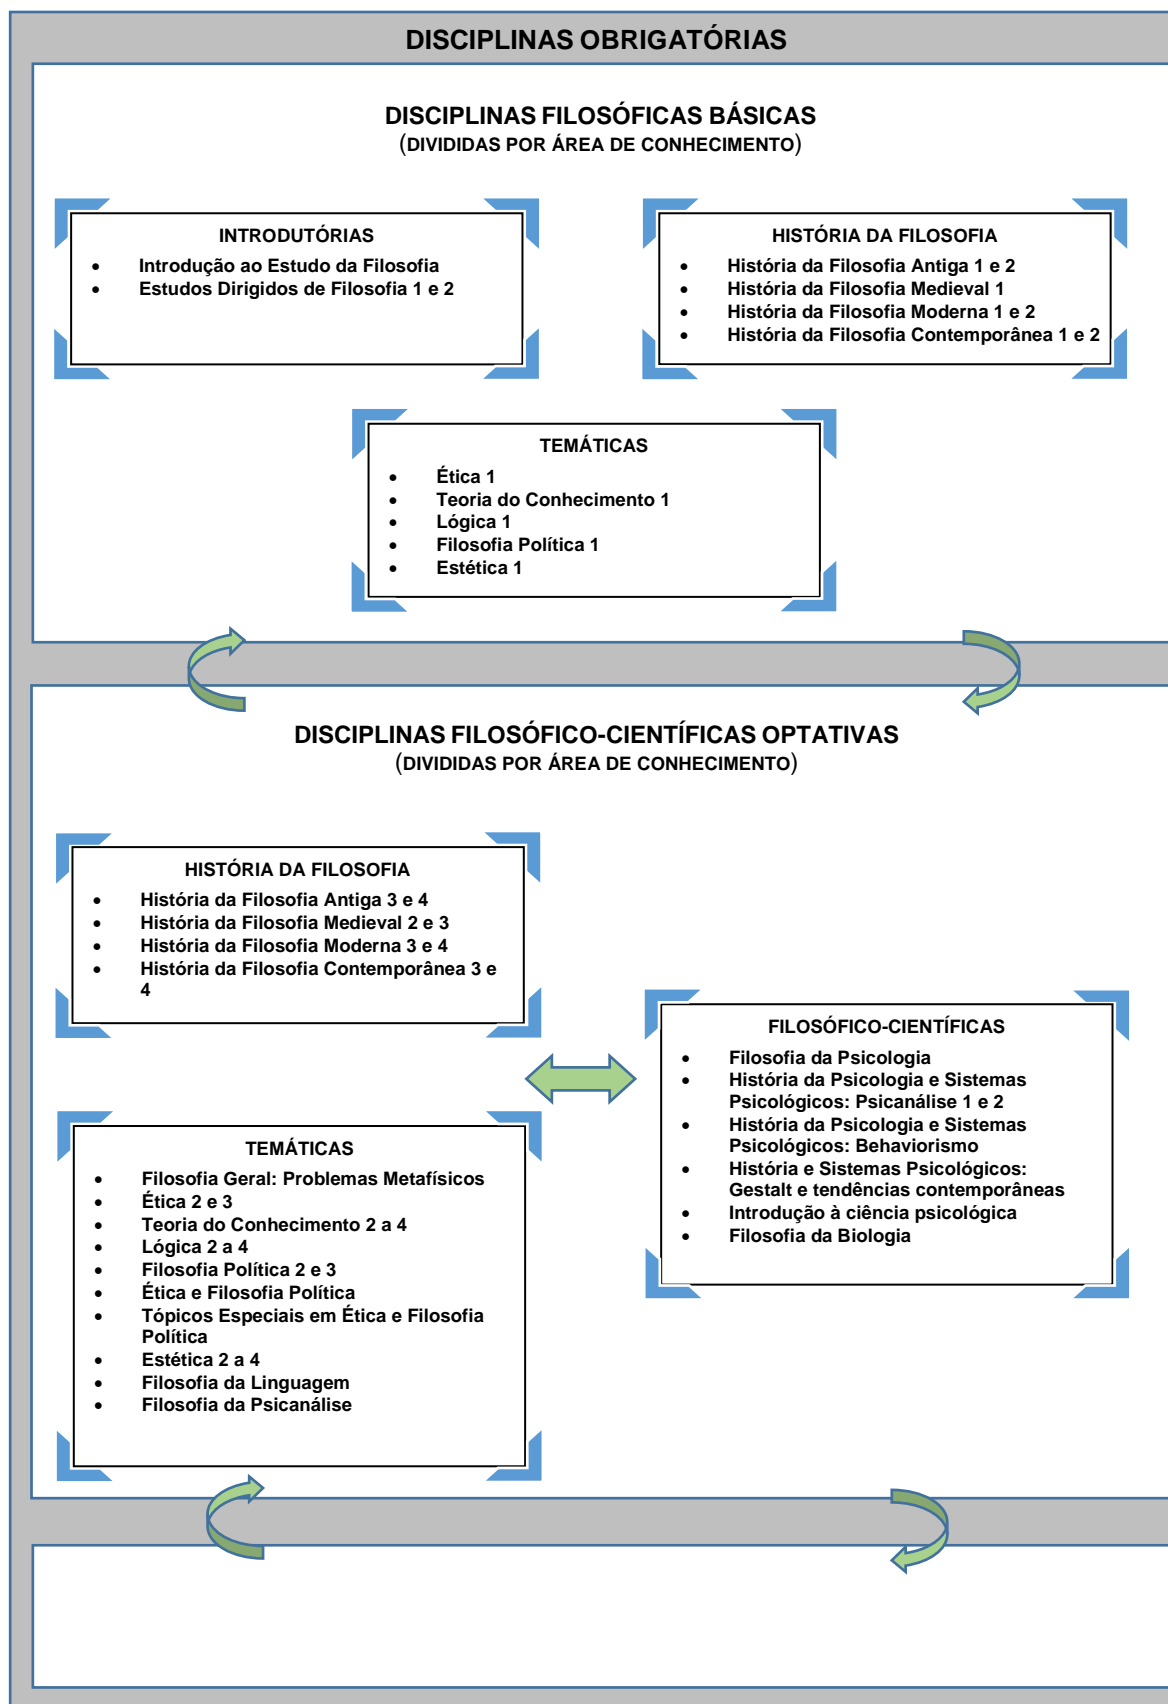 DISCIPLINAS OBRIGATÓRIAS
DISCIPLINAS FILOSÓFICAS BÁSICAS
(DIVIDIDAS POR ÁREA DE CONHECIMENTO)
INTRODUTÓRIAS
• Introdução ao Estudo da Filosofia
• Estudos Dirigidos de Filosofia 1 e 2
HISTÓRIA DA FILOSOFIA
• História da Filosofia Antiga 1 e 2
• História da Filosofia Medieval 1
• História da Filosofia Moderna 1 e 2
• História da Filosofia Contemporânea 1 e 2
TEMÁTICAS
• Ética 1
• Teoria do Conhecimento 1
• Lógica 1
• Filosofia Política 1
• Estética 1
DISCIPLINAS FILOSÓFICO-CIENTÍFICAS OPTATIVAS
(DIVIDIDAS POR ÁREA DE CONHECIMENTO)
HISTÓRIA DA FILOSOFIA
• História da Filosofia Antiga 3 e 4
• História da Filosofia Medieval 2 e 3
• História da Filosofia Moderna 3 e 4
• História da Filosofia Contemporânea 3 e
4
TEMÁTICAS
• Filosofia Geral: Problemas Metafísicos
• Ética 2 e 3
• Teoria do Conhecimento 2 a 4
• Lógica 2 a 4
• Filosofia Política 2 e 3
• Ética e Filosofia Política
• Tópicos Especiais em Ética e Filosofia
Política
• Estética 2 a 4
• Filosofia da Linguagem
• Filosofia da Psicanálise
FILOSÓFICO-CIENTÍFICAS
• Filosofia da Psicologia
• História da Psicologia e Sistemas
Psicológicos: Psicanálise 1 e 2
• História da Psicologia e Sistemas
Psicológicos: Behaviorismo
• História e Sistemas Psicológicos:
Gestalt e tendências contemporâneas
• Introdução à ciência psicológica
• Filosofia da Biologia